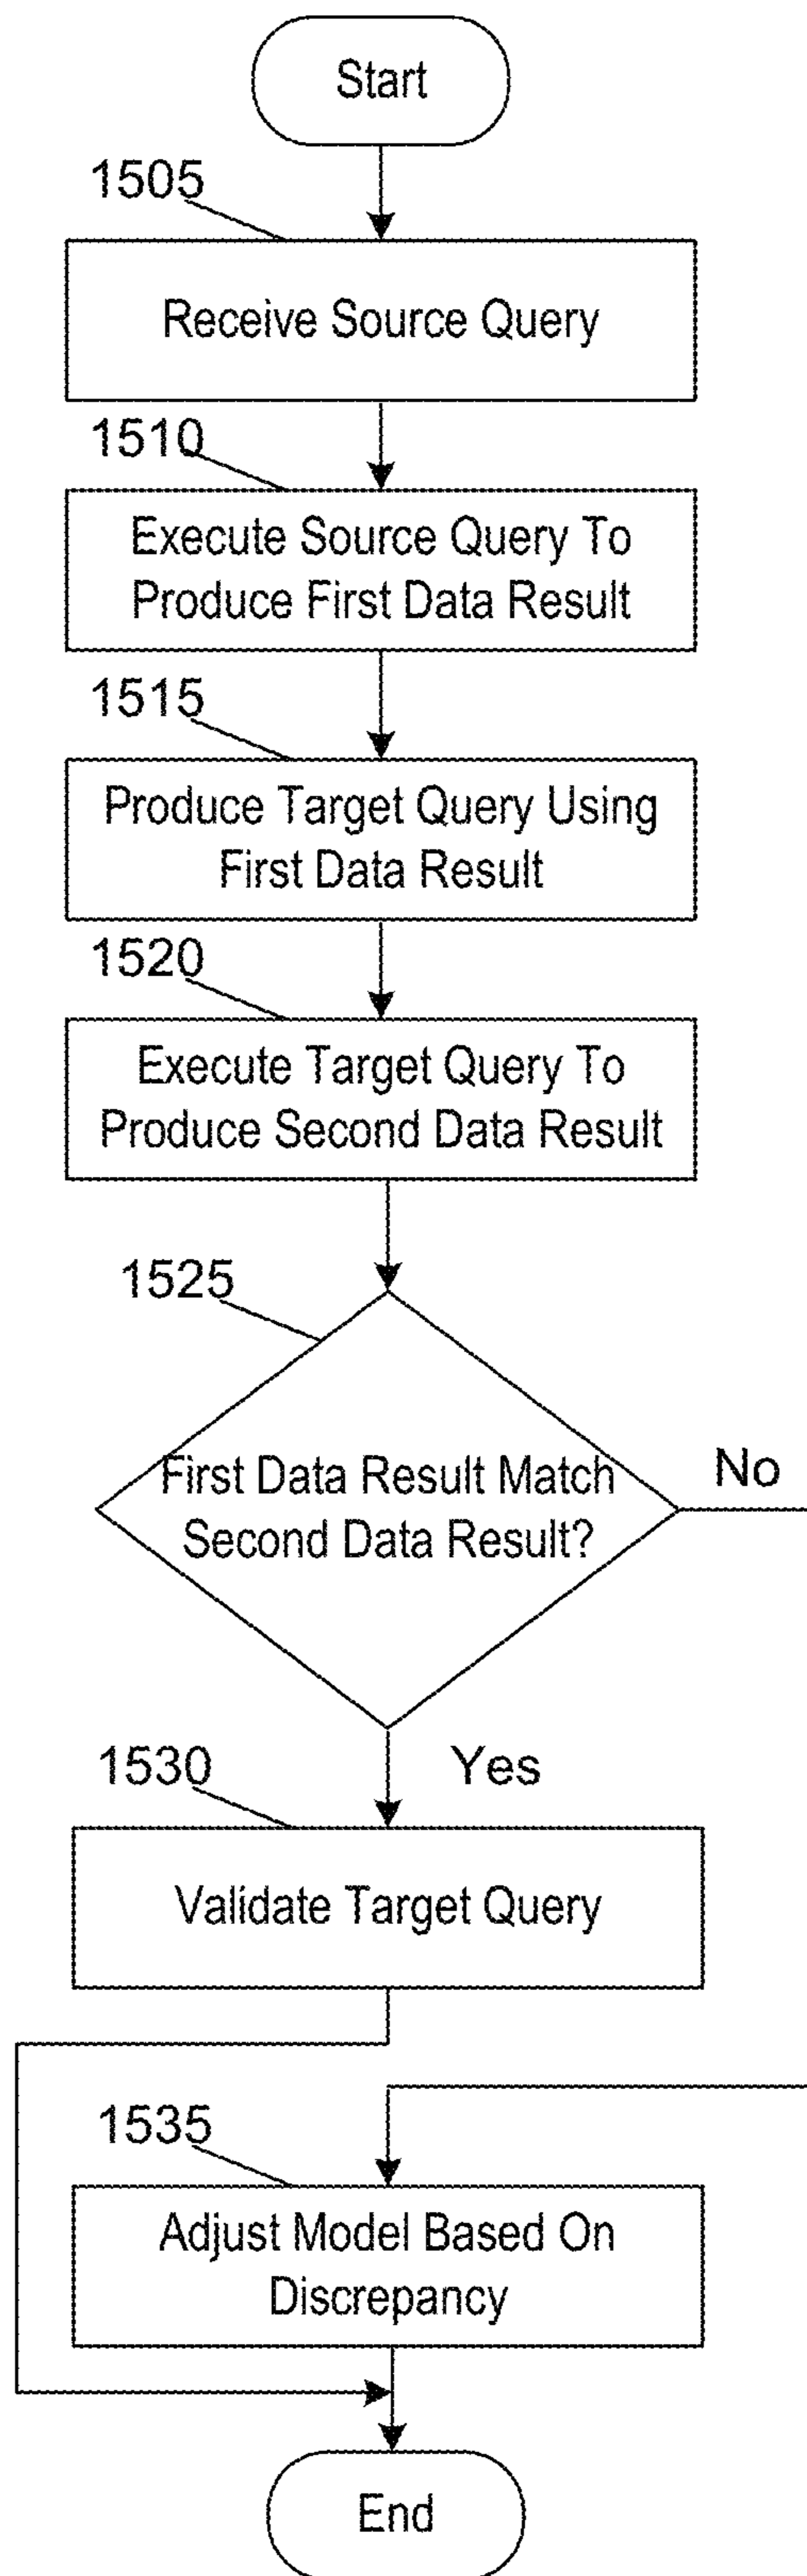 Start
1505
Receive Source Query
1510
Execute Source Query To
Produce First Data Result
1515
Produce Target Query Using
First Data Result
1520
Execute Target Query To
Produce Second Data Result
1525
First Data Result Match
Second Data Result?
No
Yes
1530
Validate Target Query
1535
Adjust Model Based On
Discrepancy
End